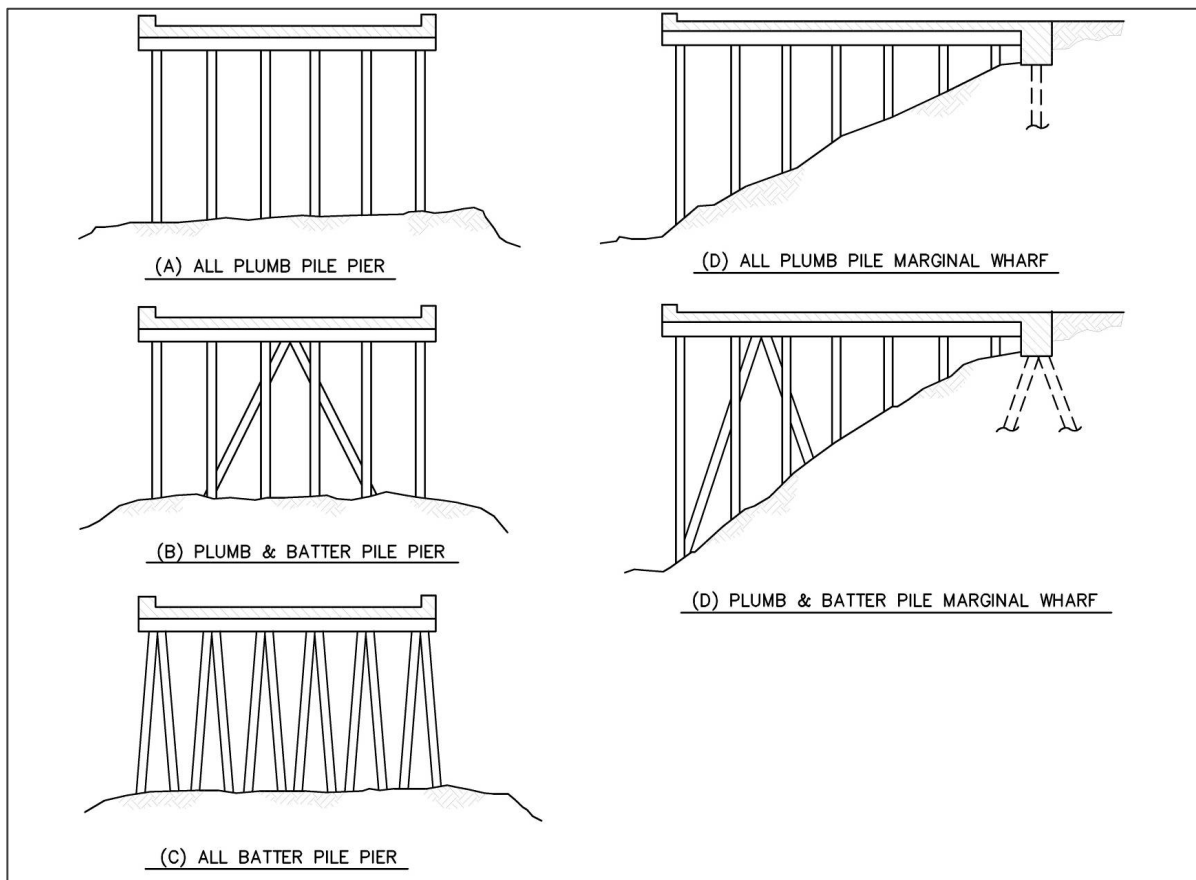 (A) ALL PLUMB PILE PIER
(B) PLUMB & BATTER PILE PIER
(C) ALL BATTER PILE PIER
(D) ALL PLUMB PILE MARGINAL WHARF
(D) PLUMB & BATTER PILE MARGINAL WHARF